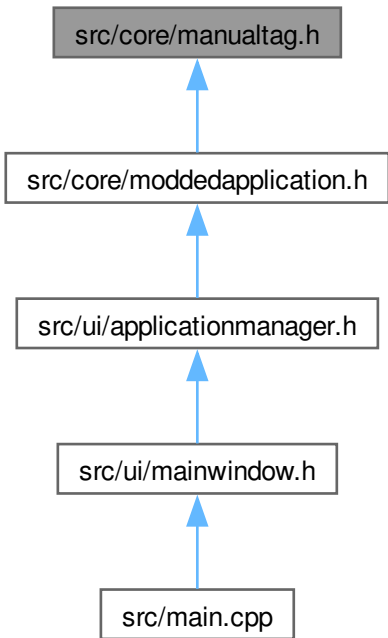 src/core/manualtag.h
src/core/moddedapplication.h
src/ui/applicationmanager.h
src/ui/mainwindow.h
src/main.cpp